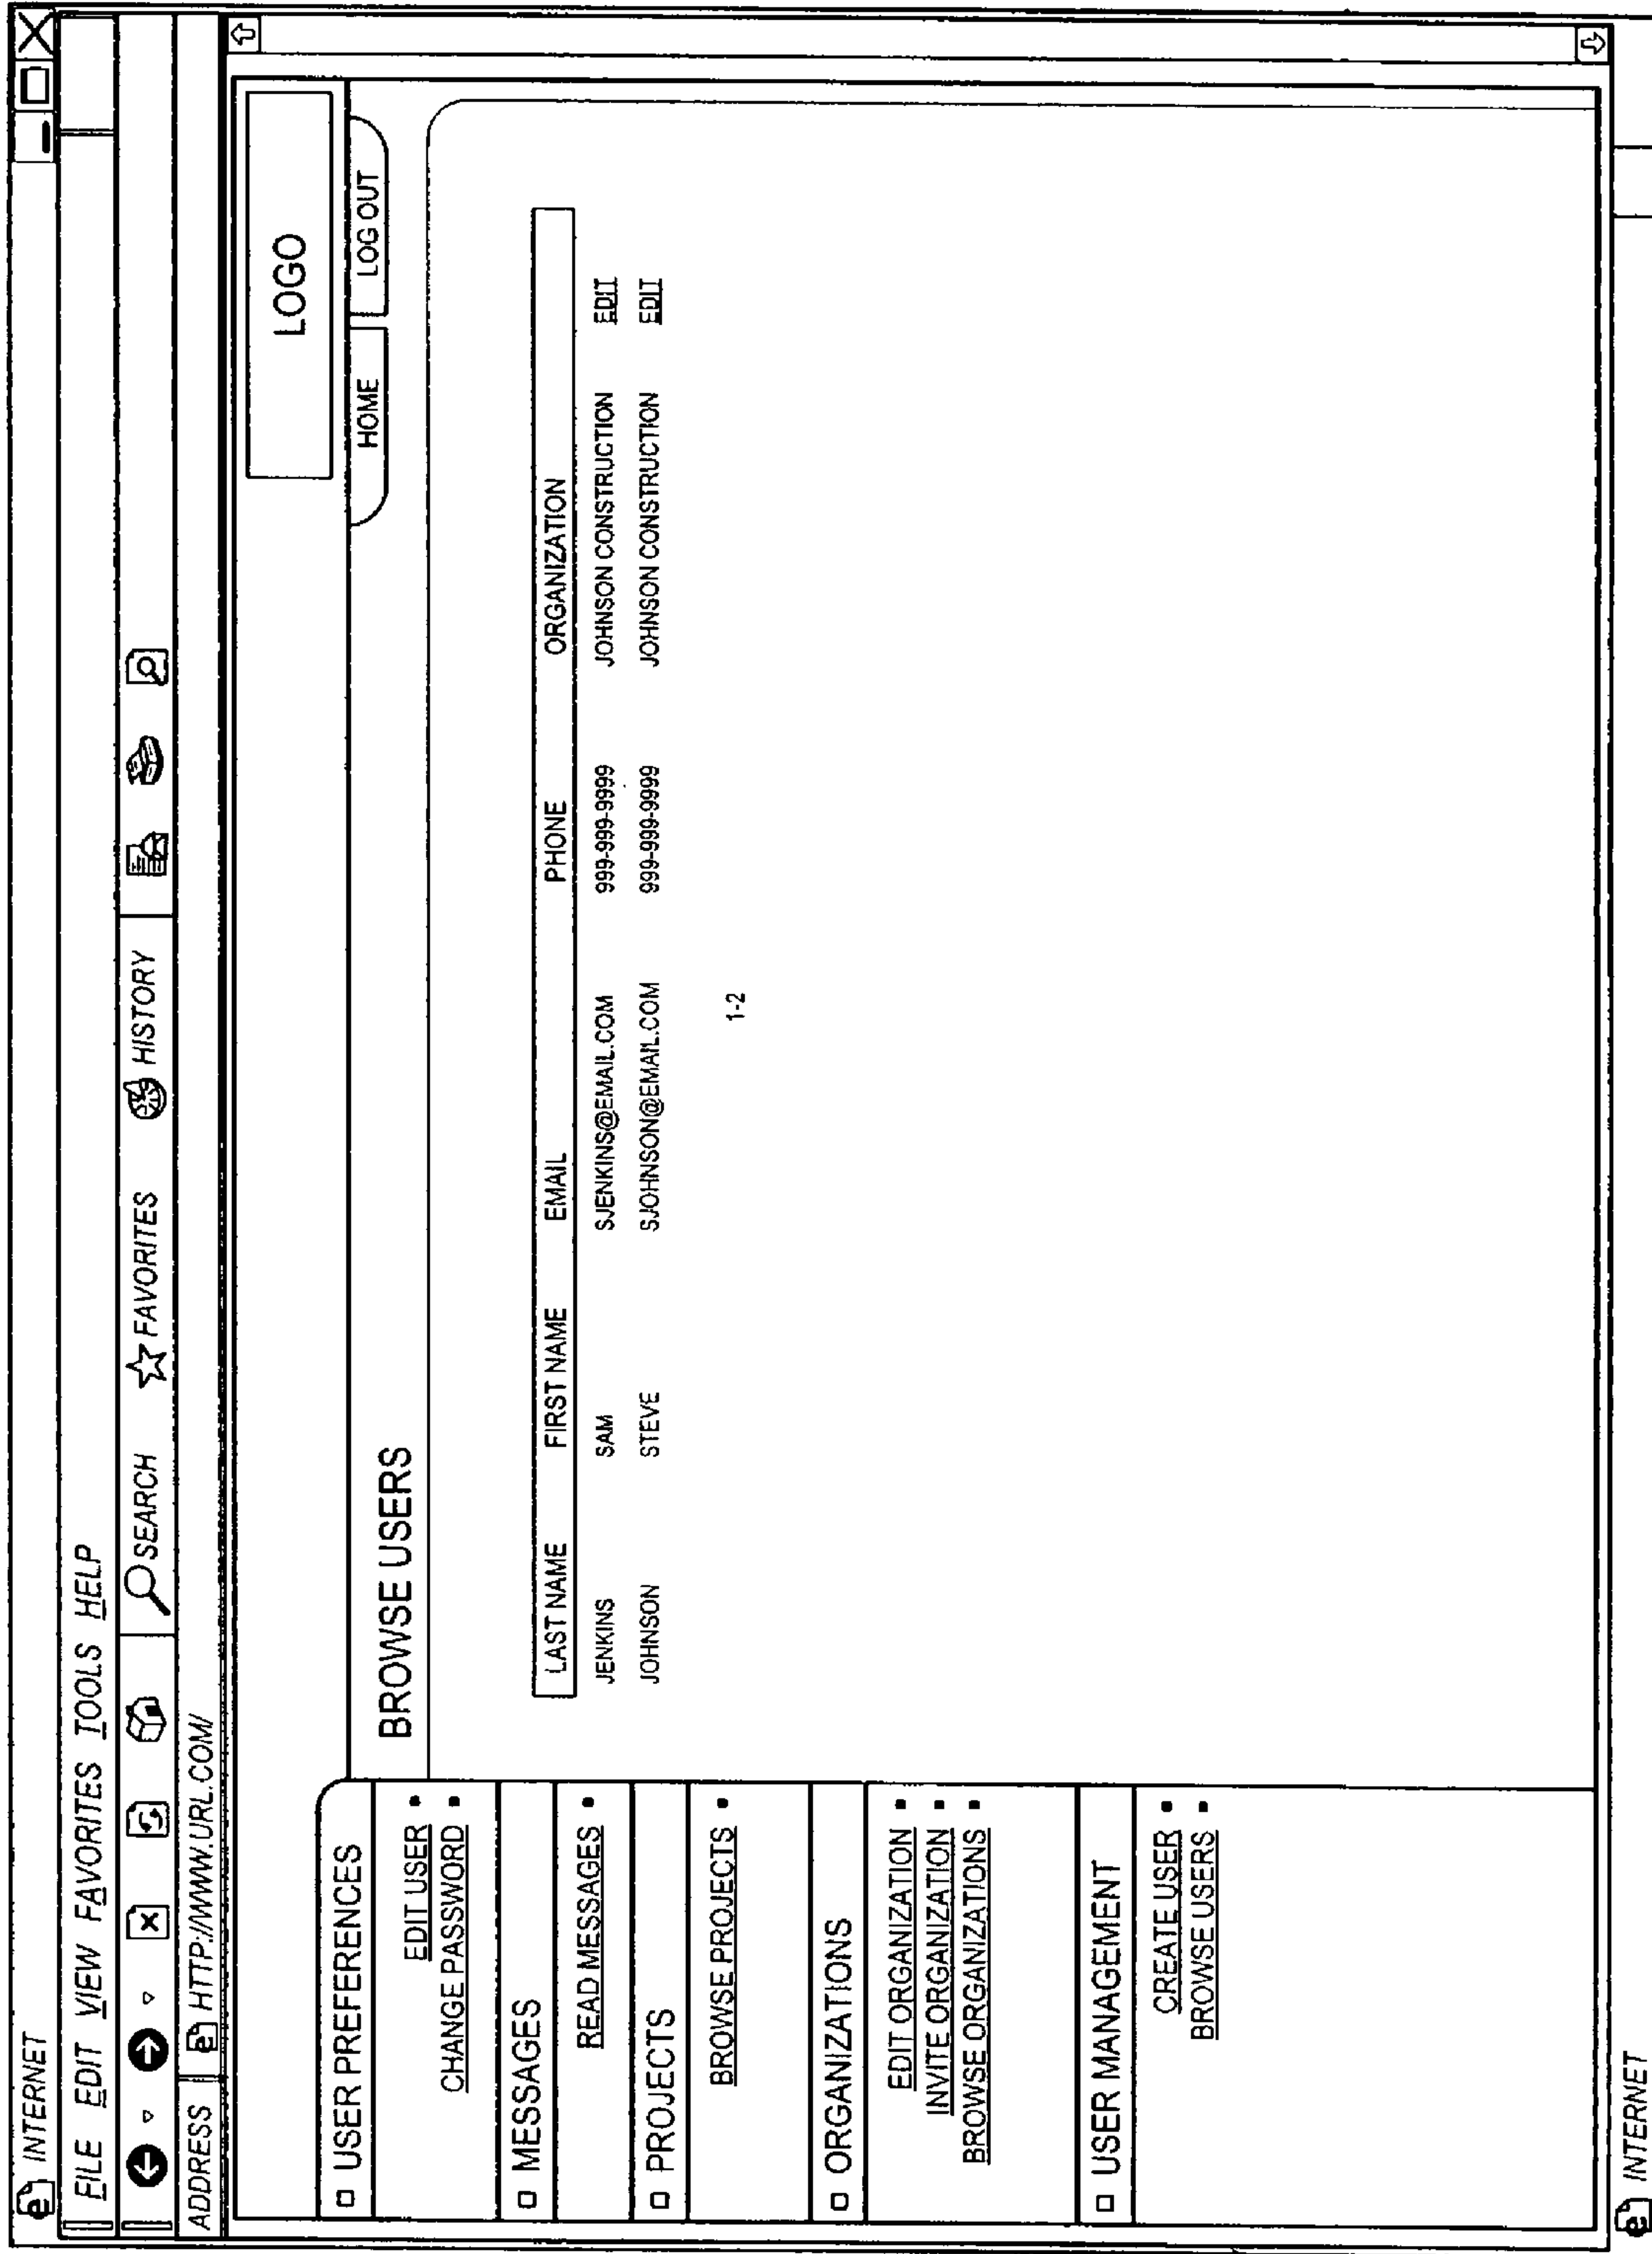 INTERNET
FILE EDIT VIEW FAVORITES TOOLS HELP
SEARCH FAVORITES HISTORY
ADDRESS HTTP://WWW.URL.COM/
LOGO
HOME LOG OUT
BROWSE USERS
USER PREFERENCES
EDIT USER
CHANGE PASSWORD
MESSAGES
READ MESSAGES
PROJECTS
BROWSE PROJECTS
ORGANIZATIONS
EDIT ORGANIZATION
INVITE ORGANIZATION
BROWSE ORGANIZATIONS
USER MANAGEMENT
CREATE USER
BROWSE USERS
LAST NAME FIRST NAME EMAIL PHONE ORGANIZATION
JENKINS SAM SJENKINS@EMAIL.COM 999-999-9999 JOHNSON CONSTRUCTION EDIT
JOHNSON STEVE SJOHNSON@EMAIL.COM 999-999-9999 JOHNSON CONSTRUCTION EDIT
1-2
INTERNET